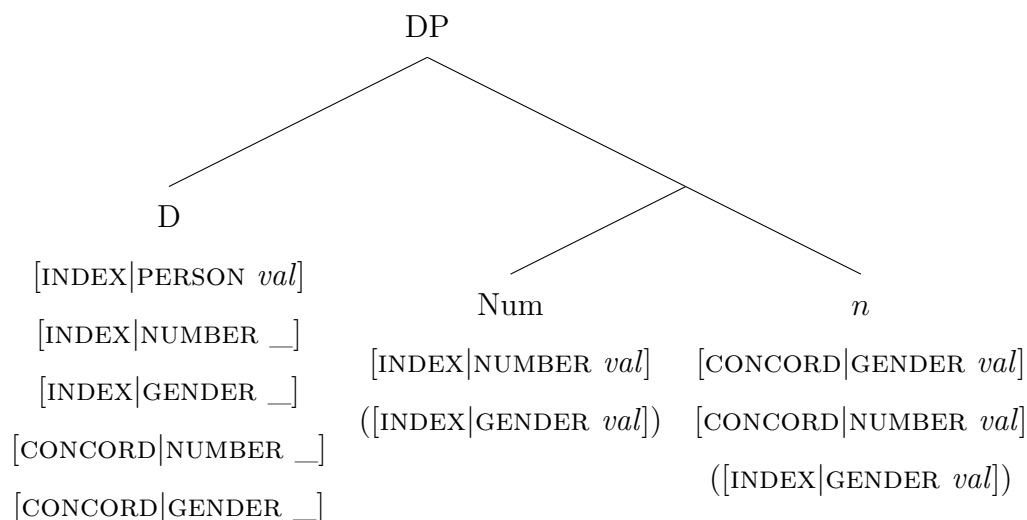 DP
D
[INDEX|PERSON val]
[INDEX|NUMBER _]
[INDEX|GENDER _]
[CONCORD|NUMBER _]
[CONCORD|GENDER _]
Num
[INDEX|NUMBER val]
([INDEX|GENDER val])
n
[CONCORD|GENDER val]
[CONCORD|NUMBER val]
([INDEX|GENDER val])